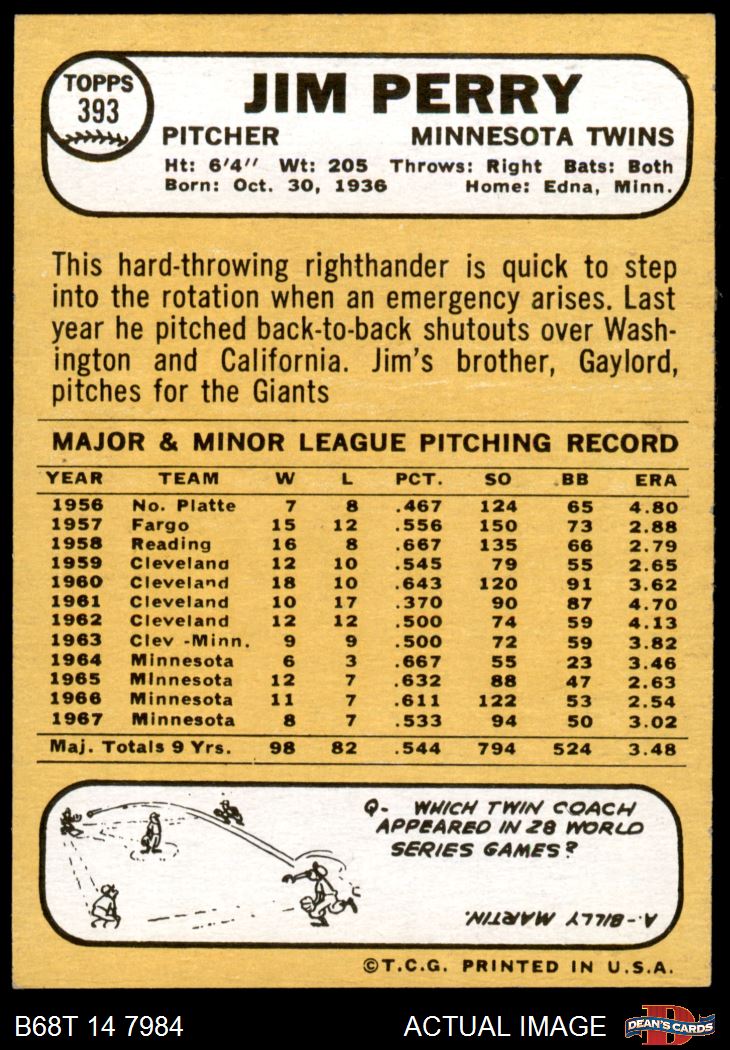 TOPPS
393
JIM PERRY
PITCHER MINNESOTA TWINS
Ht: 6'4" Wt: 205 Throws: Right Bats: Both
Born: Oct. 30, 1936 Home: Edna, Minn.
This hard-throwing righthander is quick to step
into the rotation when an emergency arises. Last
year he pitched back-to-back shutouts over Wash-
ington and California. Jim's brother, Gaylord,
pitches for the Giants
MAJOR & MINOR LEAGUE PITCHING RECORD
YEAR TEAM W L PCT. SO BB ERA
1956 No. Platte 7 8 .467 124 65 4.80
1957 Fargo 15 12 .556 150 73 2.88
1958 Reading 16 8 .667 135 66 2.79
1959 Cleveland 12 10 .545 79 55 2.65
1960 Cleveland 18 10 .643 120 91 3.62
1961 Cleveland 10 17 .370 90 87 4.70
1962 Cleveland 12 12 .500 74 59 4.13
1963 Clev -Minn. 9 9 .500 72 59 3.82
1964 Minnesota 6 3 .667 55 23 3.46
1965 Minnesota 12 7 .632 88 47 2.63
1966 Minnesota 11 7 .611 122 53 2.54
1967 Minnesota 8 7 .533 94 50 3.02
Maj. Totals 9 Yrs. 98 82 .544 794 524 3.48
Q- WHICH TWIN COACH
APPEARED IN 28 WORLD
SERIES GAMES?
A--BILLY MARTIN.
©T.C.G. PRINTED IN U.S.A.
B68T 14 7984 ACTUAL IMAGE
D
DEAN'S CARDS